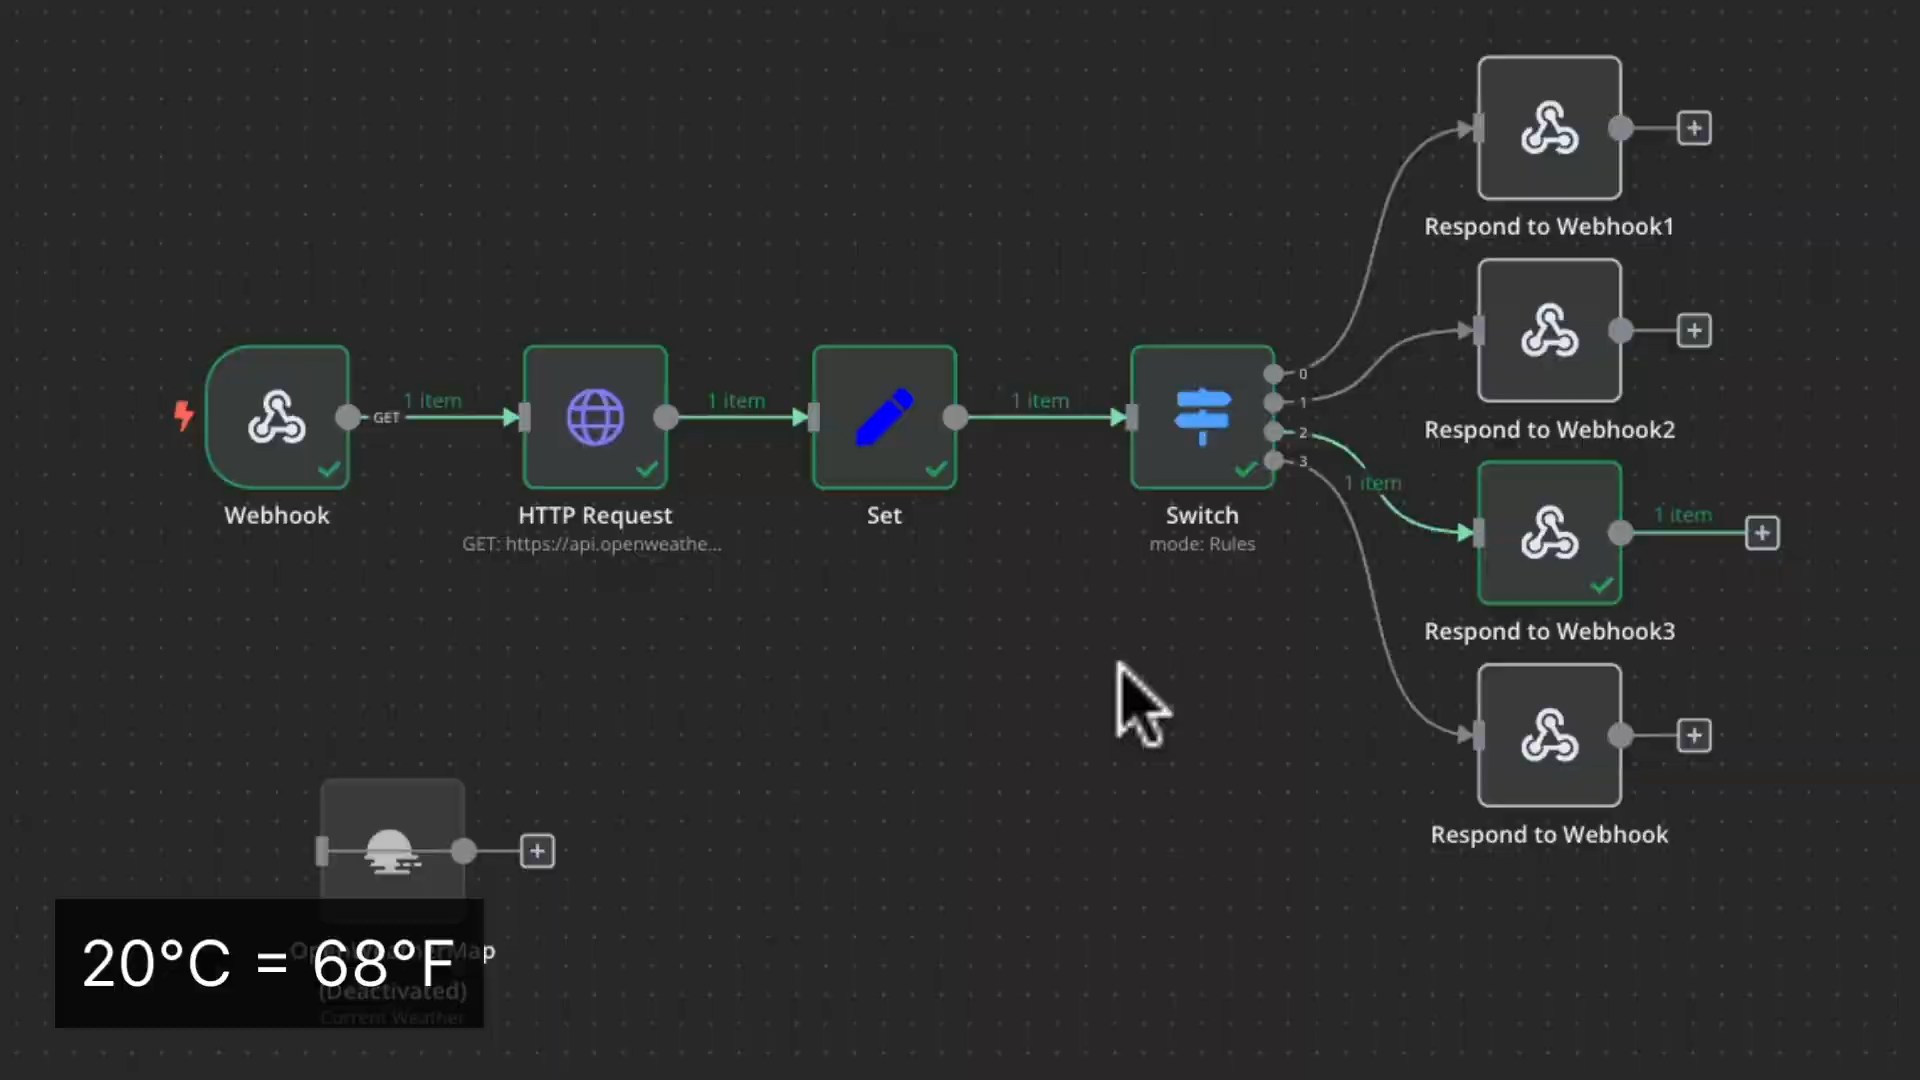 Respond to Webhook1
Respond to Webhook2
GET
1 item
1 item
1 item
0
1
2
3
1 item
1 item
Webhook
HTTP Request
GET: https://api.openweathe...
Set
Switch
mode: Rules
Respond to Webhook3
Respond to Webhook
20°C = 68°F
(Deactivated)
Current Weather